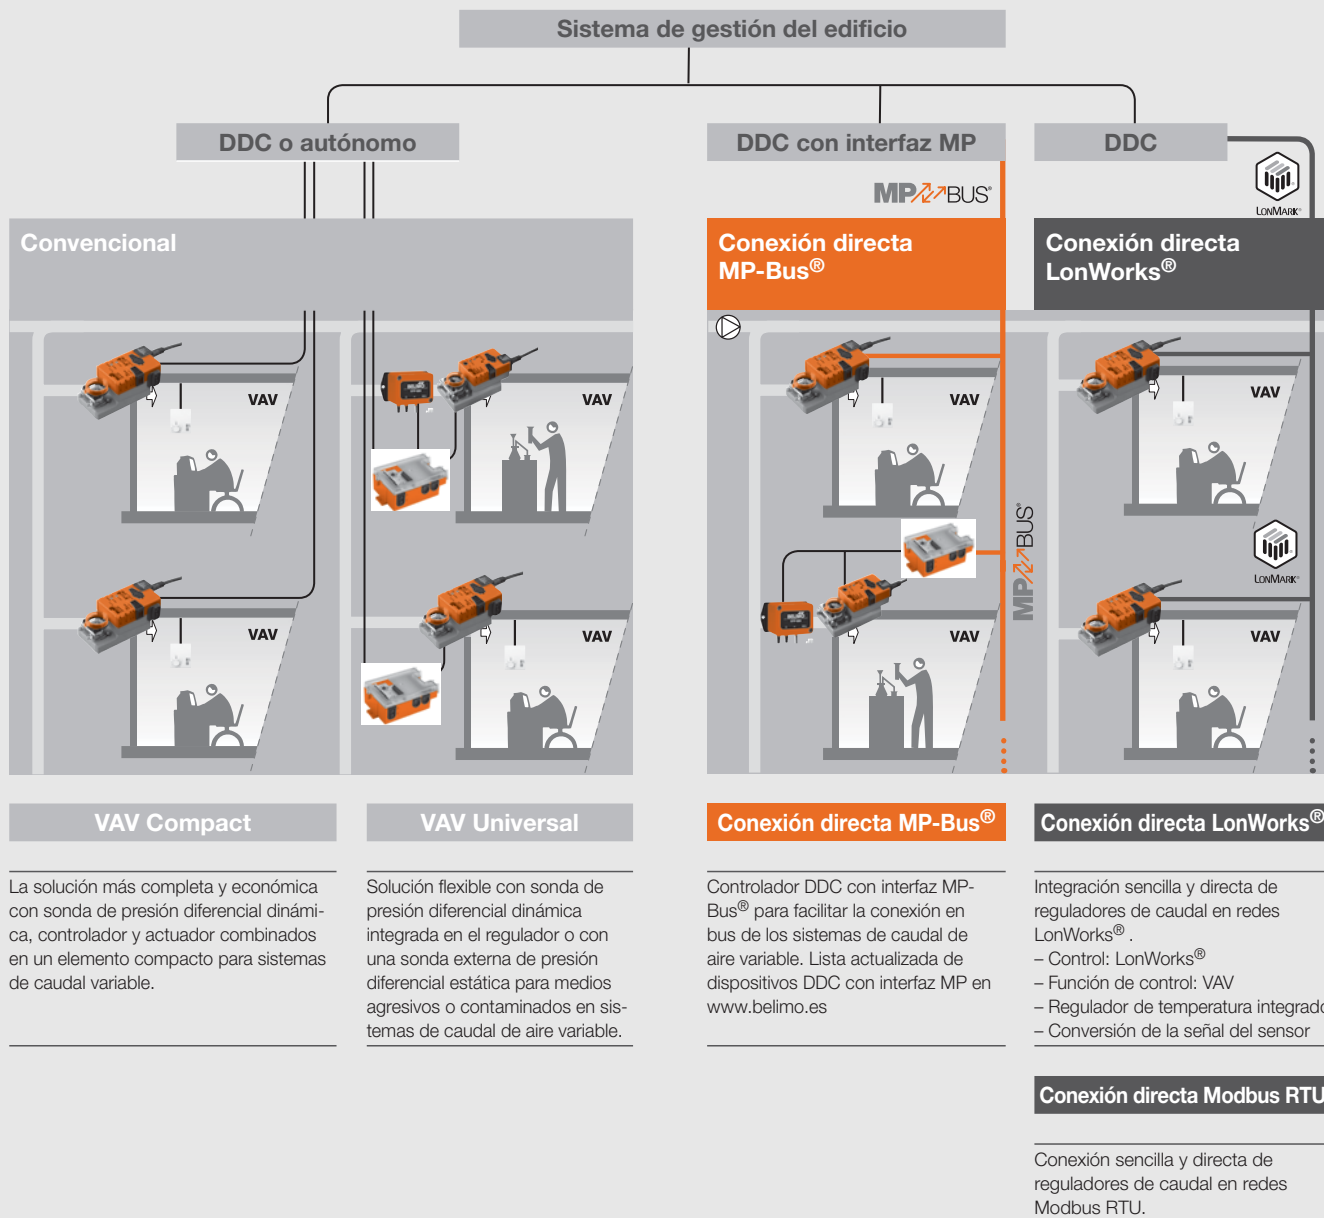 Sistema de gestión del edificio
DDC o autónomo
DDC con interfaz MP
DDC
MP BUS®
LONMARK®
Convencional
Conexión directa
MP-Bus®
Conexión directa
LonWorks®
VAV
VAV
VAV
VAV
MP BUS®
LONMARK®
VAV
VAV
VAV
VAV
VAV Compact
La solución más completa y económica
con sonda de presión diferencial dinámi-
ca, controlador y actuador combinados
en un elemento compacto para sistemas
de caudal variable.
VAV Universal
Solución flexible con sonda de
presión diferencial dinámica
integrada en el regulador o con
una sonda externa de presión
diferencial estática para medios
agresivos o contaminados en sis-
temas de caudal de aire variable.
Conexión directa MP-Bus®
Controlador DDC con interfaz MP-
Bus® para facilitar la conexión en
bus de los sistemas de caudal de
aire variable. Lista actualizada de
dispositivos DDC con interfaz MP en
www.belimo.es
Conexión directa LonWorks®
Integración sencilla y directa de
reguladores de caudal en redes
LonWorks® .
– Control: LonWorks®
– Función de control: VAV
– Regulador de temperatura integrado
– Conversión de la señal del sensor
Conexión directa Modbus RTU
Conexión sencilla y directa de
reguladores de caudal en redes
Modbus RTU.